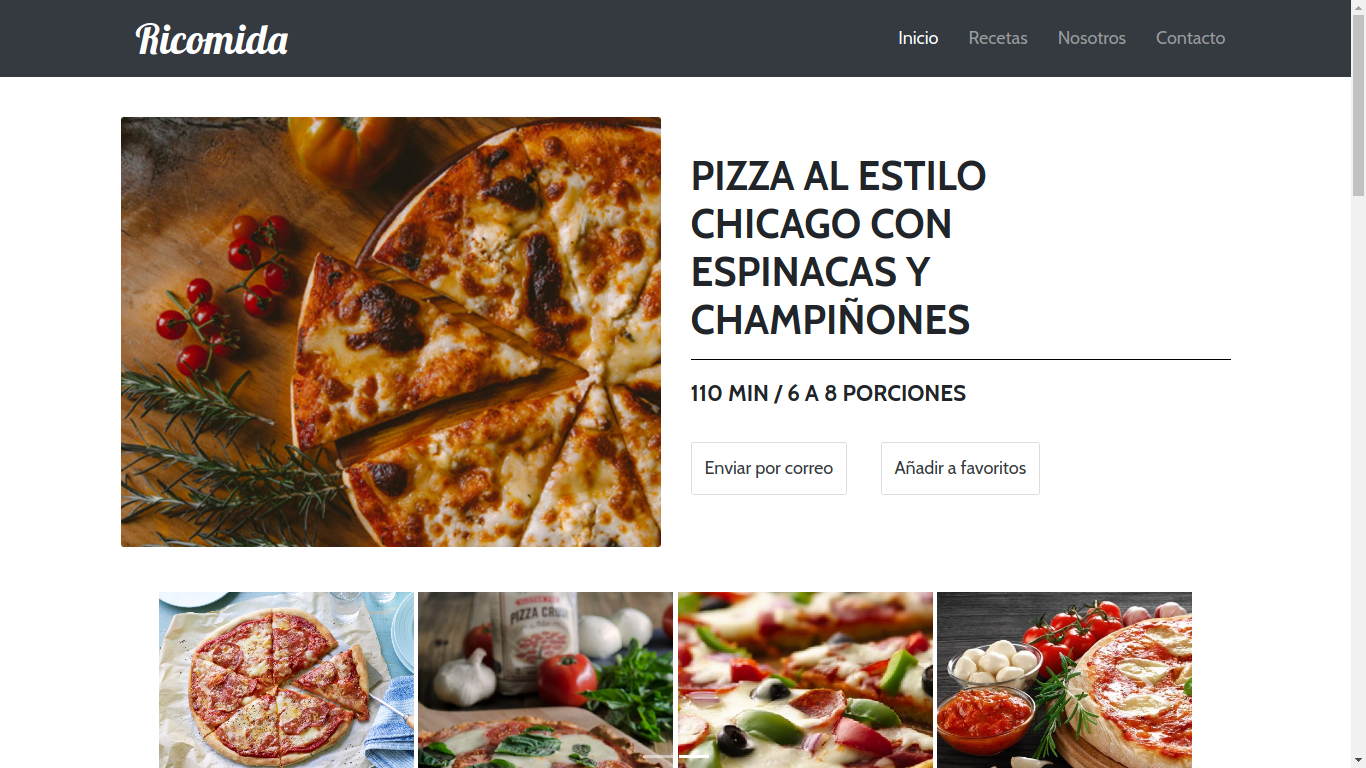 Ricomida
Inicio Recetas Nosotros Contacto
PIZZA AL ESTILO
CHICAGO CON
ESPINACAS Y
CHAMPIÑONES
110 MIN / 6 A 8 PORCIONES
Enviar por correo Añadir a favoritos
PIZZA CRUST